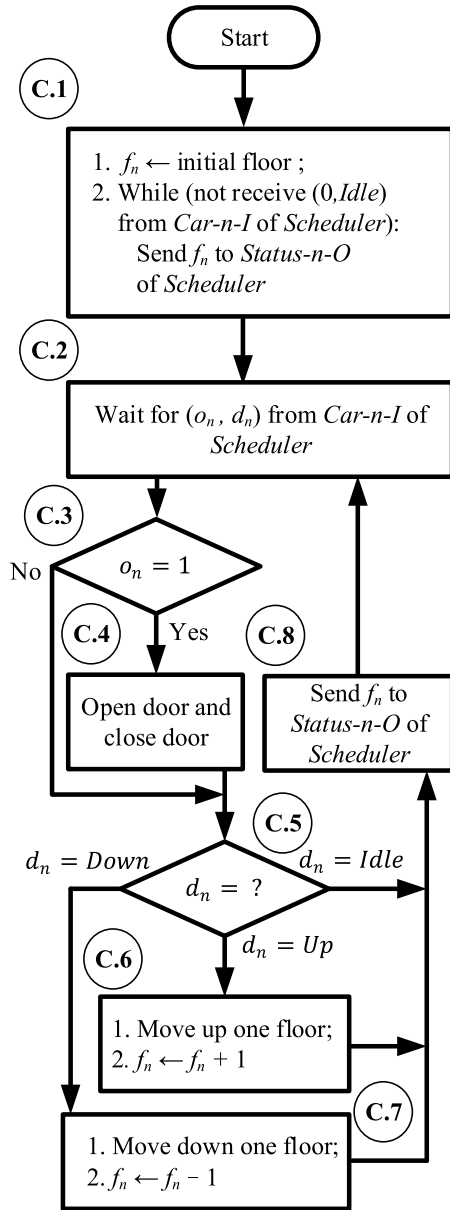 Start
C.1
1. fₙ ← initial floor ;
2. While (not receive (0,Idle)
from Car-n-I of Scheduler):
Send fₙ to Status-n-O
of Scheduler
C.2
Wait for (oₙ , dₙ) from Car-n-I of
Scheduler
C.3
oₙ = 1
No
Yes
C.4
Open door and
close door
C.8
Send fₙ to
Status-n-O of
Scheduler
C.5
dₙ = Down
dₙ = ?
dₙ = Idle
dₙ = Up
C.6
1. Move up one floor;
2. fₙ ← fₙ + 1
C.7
1. Move down one floor;
2. fₙ ← fₙ − 1